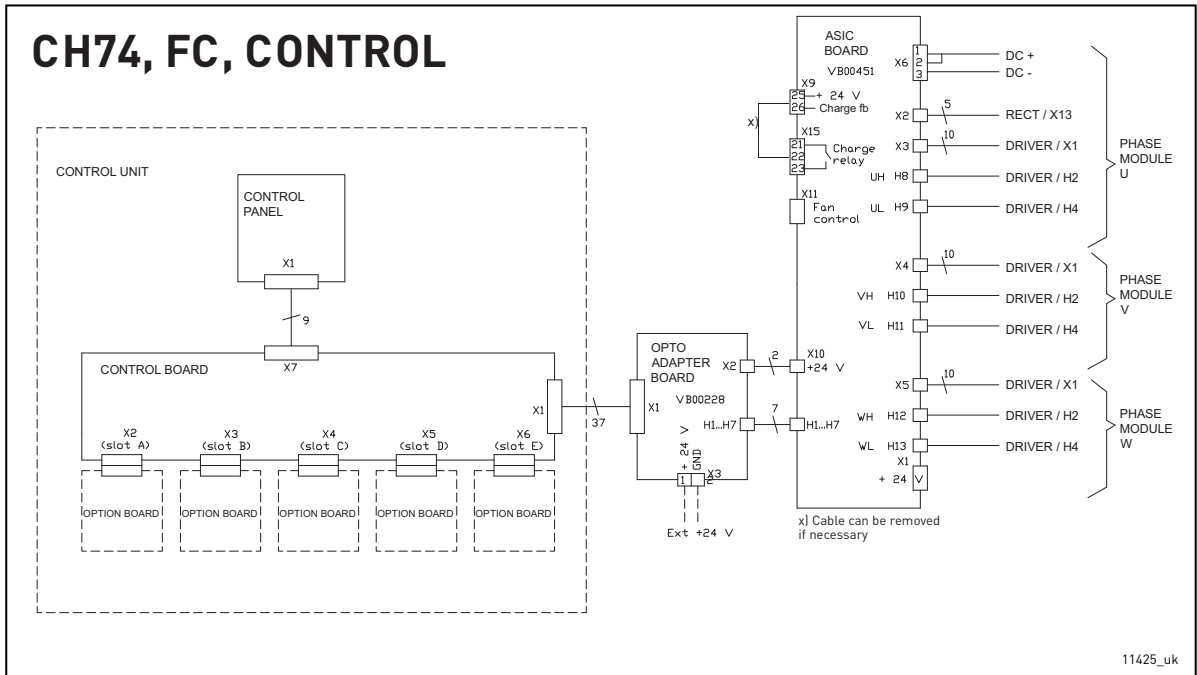 CH74, FC, CONTROL
CONTROL UNIT
CONTROL
PANEL
X1
9
X7
CONTROL BOARD
X1
X2
(slot A)
X3
(slot B)
X4
(slot C)
X5
(slot D)
X6
(slot E)
OPTION BOARD
OPTION BOARD
OPTION BOARD
OPTION BOARD
OPTION BOARD
37
OPTO
ADAPTER
BOARD
X1
VB00228
X2
H1...H7
+ 24 V
GND
X3
1
2
Ext +24 V
2
7
ASIC
BOARD
VB00451
X9
25
+ 24 V
26
Charge fb
x)
X15
21
22
23
Charge
relay
X11
Fan
control
X10
+24 V
H1...H7
X6
1
2
3
DC +
DC -
X2
5
RECT / X13
X3
10
DRIVER / X1
UH H8
DRIVER / H2
UL H9
DRIVER / H4
PHASE
MODULE
U
X4
10
DRIVER / X1
VH H10
DRIVER / H2
VL H11
DRIVER / H4
PHASE
MODULE
V
X5
10
DRIVER / X1
WH H12
DRIVER / H2
WL H13
DRIVER / H4
PHASE
MODULE
W
X1
+ 24 V
x) Cable can be removed
if necessary
11425_uk